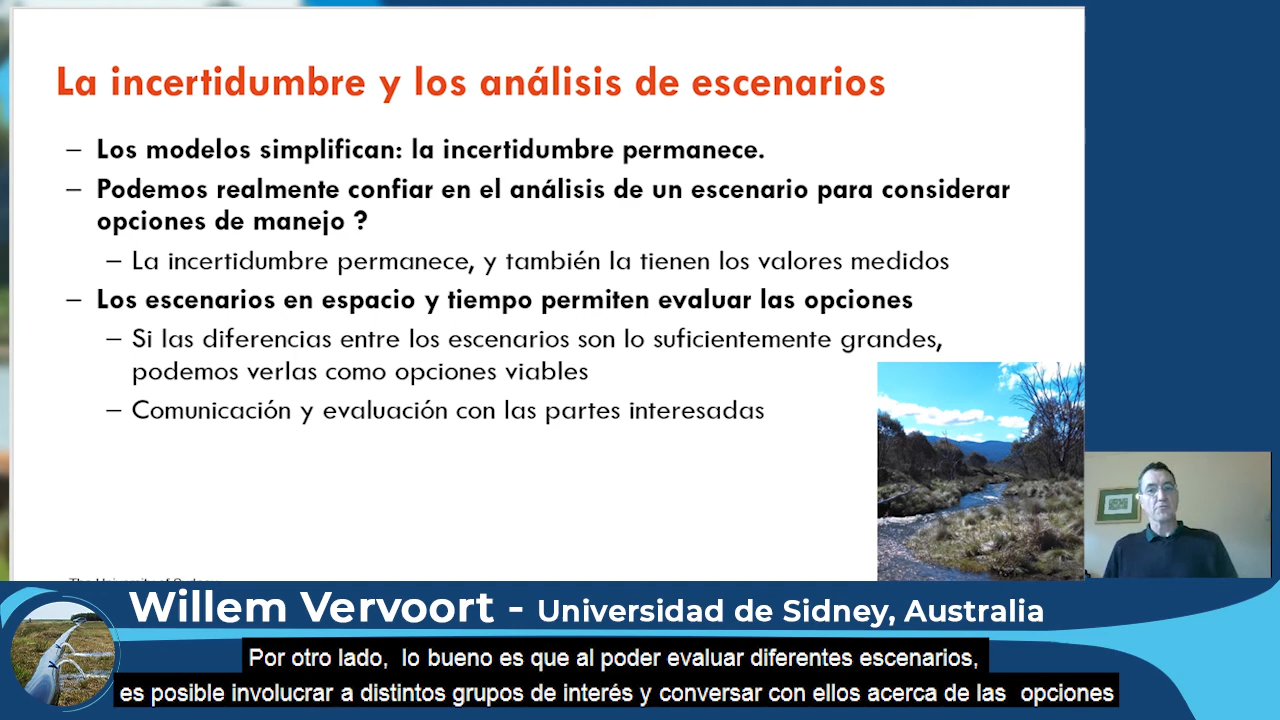 La incertidumbre y los análisis de escenarios
– Los modelos simplifican: la incertidumbre permanece.
– Podemos realmente confiar en el análisis de un escenario para considerar
opciones de manejo ?
– La incertidumbre permanece, y también la tienen los valores medidos
– Los escenarios en espacio y tiempo permiten evaluar las opciones
– Si las diferencias entre los escenarios son lo suficientemente grandes,
podemos verlas como opciones viables
– Comunicación y evaluación con las partes interesadas
The University of Sydney
Willem Vervoort - Universidad de Sidney, Australia
Por otro lado, lo bueno es que al poder evaluar diferentes escenarios,
es posible involucrar a distintos grupos de interés y conversar con ellos acerca de las opciones